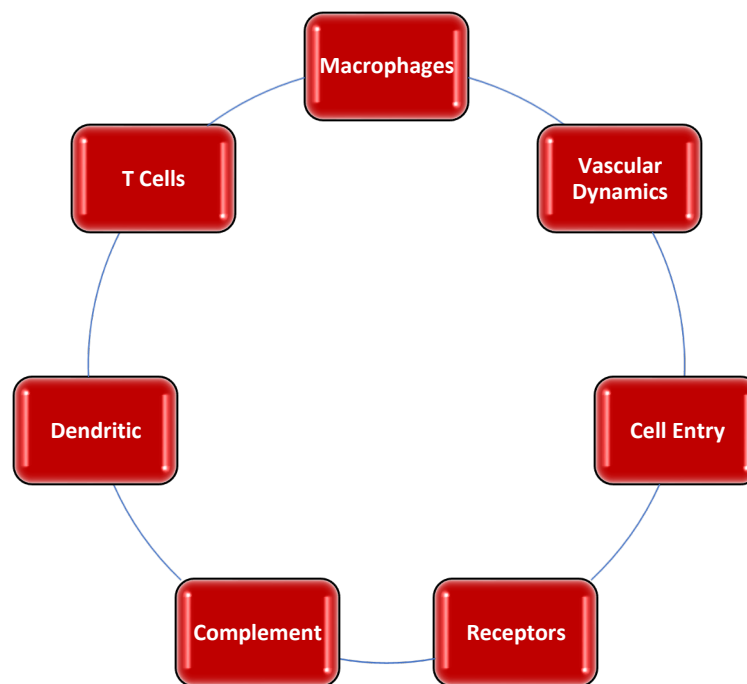 Macrophages
Vascular
Dynamics
Cell Entry
Receptors
Complement
Dendritic
T Cells